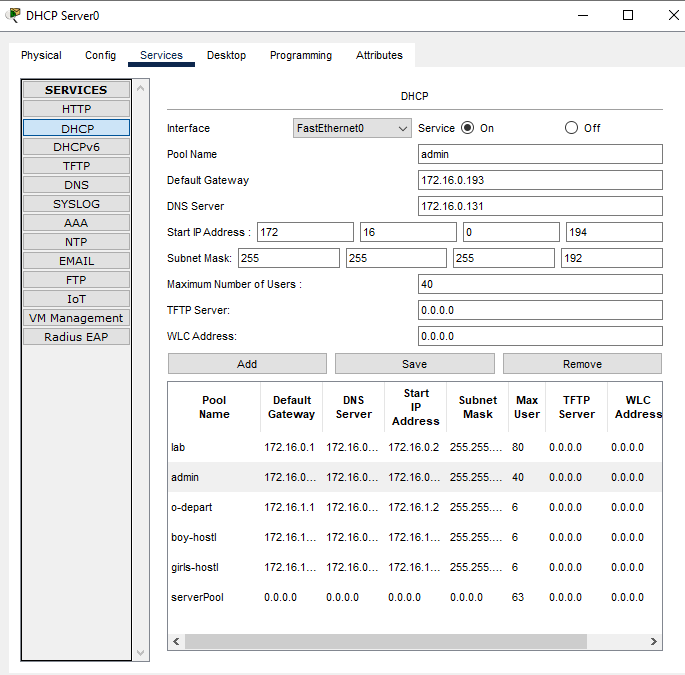 DHCP Server0
Physical Config Services Desktop Programming Attributes
SERVICES
HTTP
DHCP
DHCPv6
TFTP
DNS
SYSLOG
AAA
NTP
EMAIL
FTP
IoT
VM Management
Radius EAP
DHCP
Interface FastEthernet0 Service On Off
Pool Name admin
Default Gateway 172.16.0.193
DNS Server 172.16.0.131
Start IP Address : 172 16 0 194
Subnet Mask: 255 255 255 192
Maximum Number of Users : 40
TFTP Server: 0.0.0.0
WLC Address: 0.0.0.0
Add Save Remove
Pool Name Default Gateway DNS Server Start IP Address Subnet Mask Max User TFTP Server WLC Address
lab 172.16.0.1 172.16.0... 172.16.0.2 255.255.... 80 0.0.0.0 0.0.0.0
admin 172.16.0... 172.16.0... 172.16.0... 255.255.... 40 0.0.0.0 0.0.0.0
o-depart 172.16.1.1 172.16.0... 172.16.1.2 255.255.... 6 0.0.0.0 0.0.0.0
boy-hostl 172.16.1... 172.16.0... 172.16.1... 255.255.... 6 0.0.0.0 0.0.0.0
girls-hostl 172.16.1... 172.16.0... 172.16.1... 255.255.... 6 0.0.0.0 0.0.0.0
serverPool 0.0.0.0 0.0.0.0 0.0.0.0 0.0.0.0 63 0.0.0.0 0.0.0.0